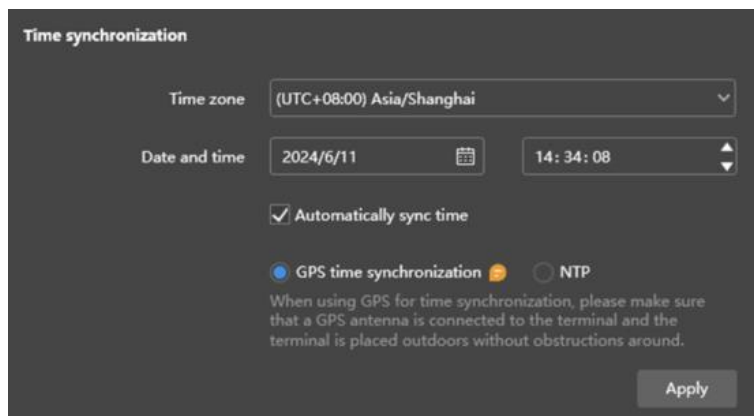 Time synchronization
Time zone (UTC+08:00) Asia/Shanghai
Date and time 2024/6/11 14: 34: 08
Automatically sync time
GPS time synchronization NTP
When using GPS for time synchronization, please make sure
that a GPS antenna is connected to the terminal and the
terminal is placed outdoors without obstructions around.
Apply